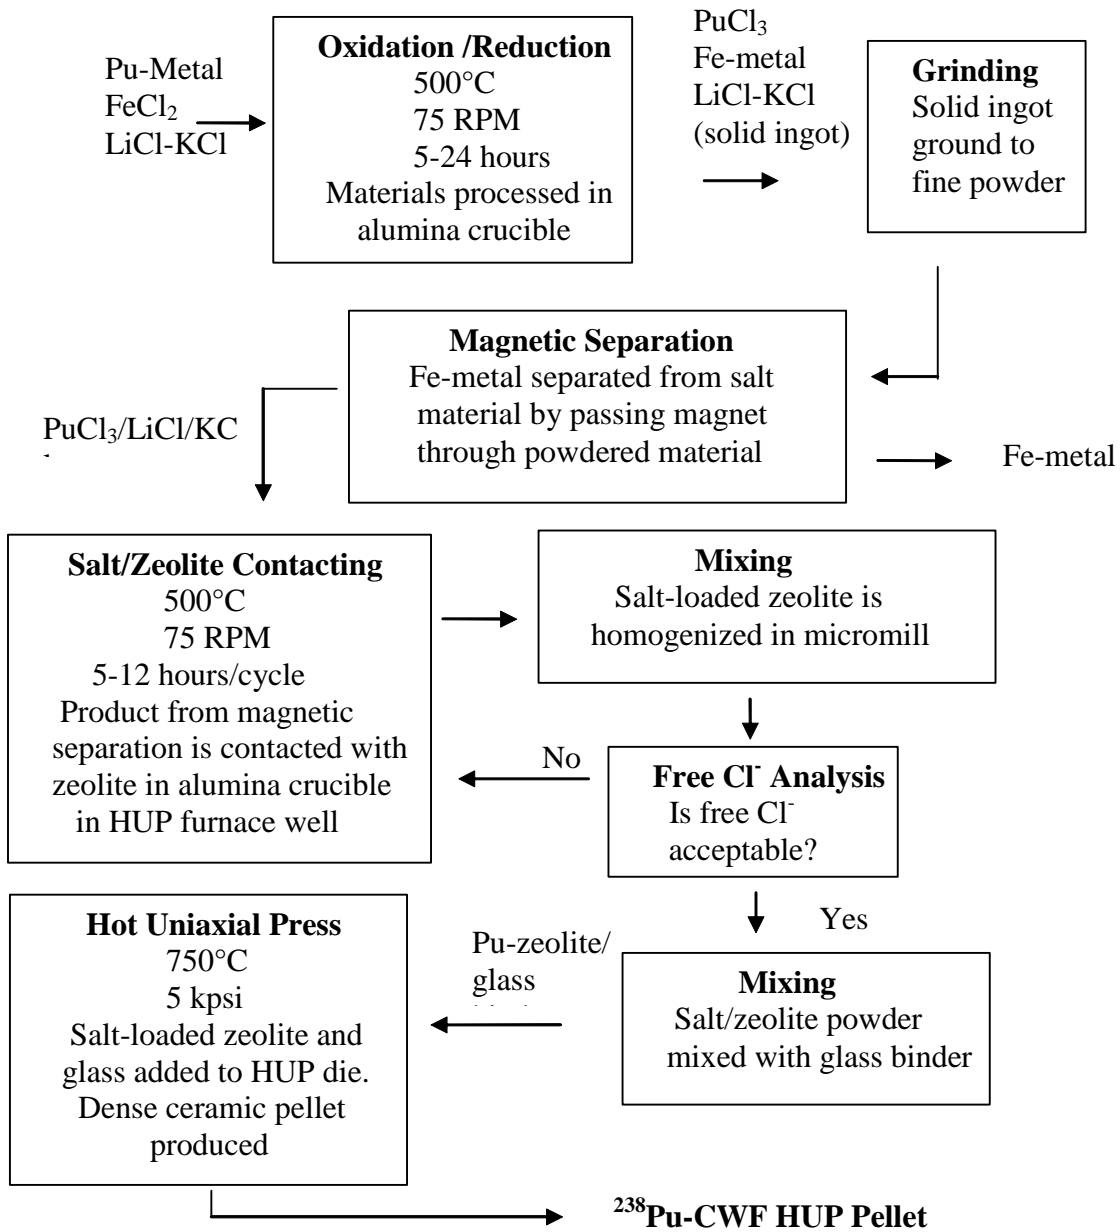 Pu-Metal
FeCl₂
LiCl-KCl
Oxidation /Reduction
500°C
75 RPM
5-24 hours
Materials processed in
alumina crucible
PuCl₃
Fe-metal
LiCl-KCl
(solid ingot)
Grinding
Solid ingot
ground to
fine powder
Magnetic Separation
Fe-metal separated from salt
material by passing magnet
through powdered material
Fe-metal
PuCl₃/LiCl/KC
Salt/Zeolite Contacting
500°C
75 RPM
5-12 hours/cycle
Product from magnetic
separation is contacted with
zeolite in alumina crucible
in HUP furnace well
Mixing
Salt-loaded zeolite is
homogenized in micromill
No
Free Cl⁻ Analysis
Is free Cl⁻
acceptable?
Yes
Mixing
Salt/zeolite powder
mixed with glass binder
Pu-zeolite/
glass
Hot Uniaxial Press
750°C
5 kpsi
Salt-loaded zeolite and
glass added to HUP die.
Dense ceramic pellet
produced
²³⁸Pu-CWF HUP Pellet